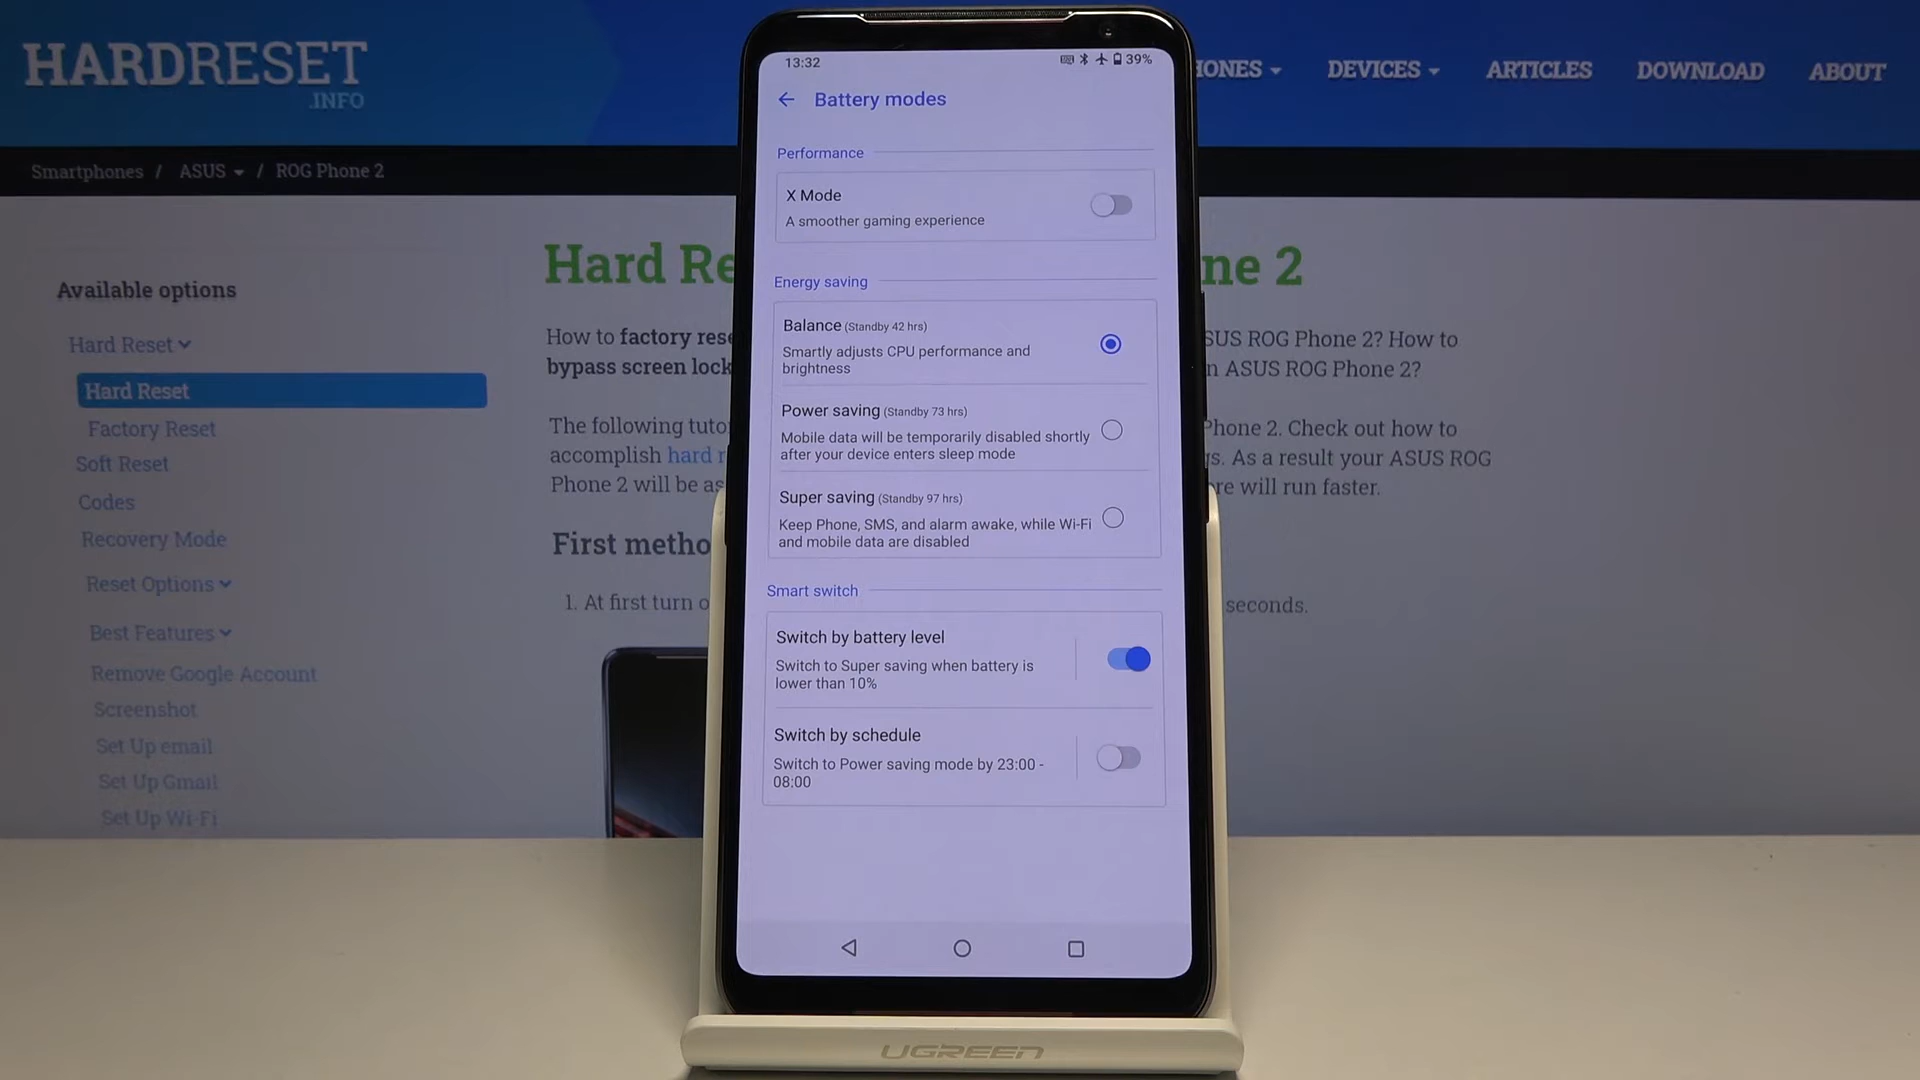 HARDRESET
.INFO
HONES
DEVICES
ARTICLES
DOWNLOAD
ABOUT
Smartphones / ASUS / ROG Phone 2
Available options
Hard Reset
Hard Reset
Factory Reset
Soft Reset
Codes
Recovery Mode
Reset Options
Best Features
Remove Google Account
Screenshot
Set Up email
Set Up Gmail
Set Up Wi-Fi
Hard Re
ne 2
How to factory rese
SUS ROG Phone 2? How to
bypass screen lock
n ASUS ROG Phone 2?
The following tuto
Phone 2. Check out how to
accomplish hard r
s. As a result your ASUS ROG
Phone 2 will be as
re will run faster.
First metho
1. At first turn o
seconds.
13:32
39%
Battery modes
Performance
X Mode
A smoother gaming experience
Energy saving
Balance (Standby 42 hrs)
Smartly adjusts CPU performance and
brightness
Power saving (Standby 73 hrs)
Mobile data will be temporarily disabled shortly
after your device enters sleep mode
Super saving (Standby 97 hrs)
Keep Phone, SMS, and alarm awake, while Wi-Fi
and mobile data are disabled
Smart switch
Switch by battery level
Switch to Super saving when battery is
lower than 10%
Switch by schedule
Switch to Power saving mode by 23:00 -
08:00
UGREEN